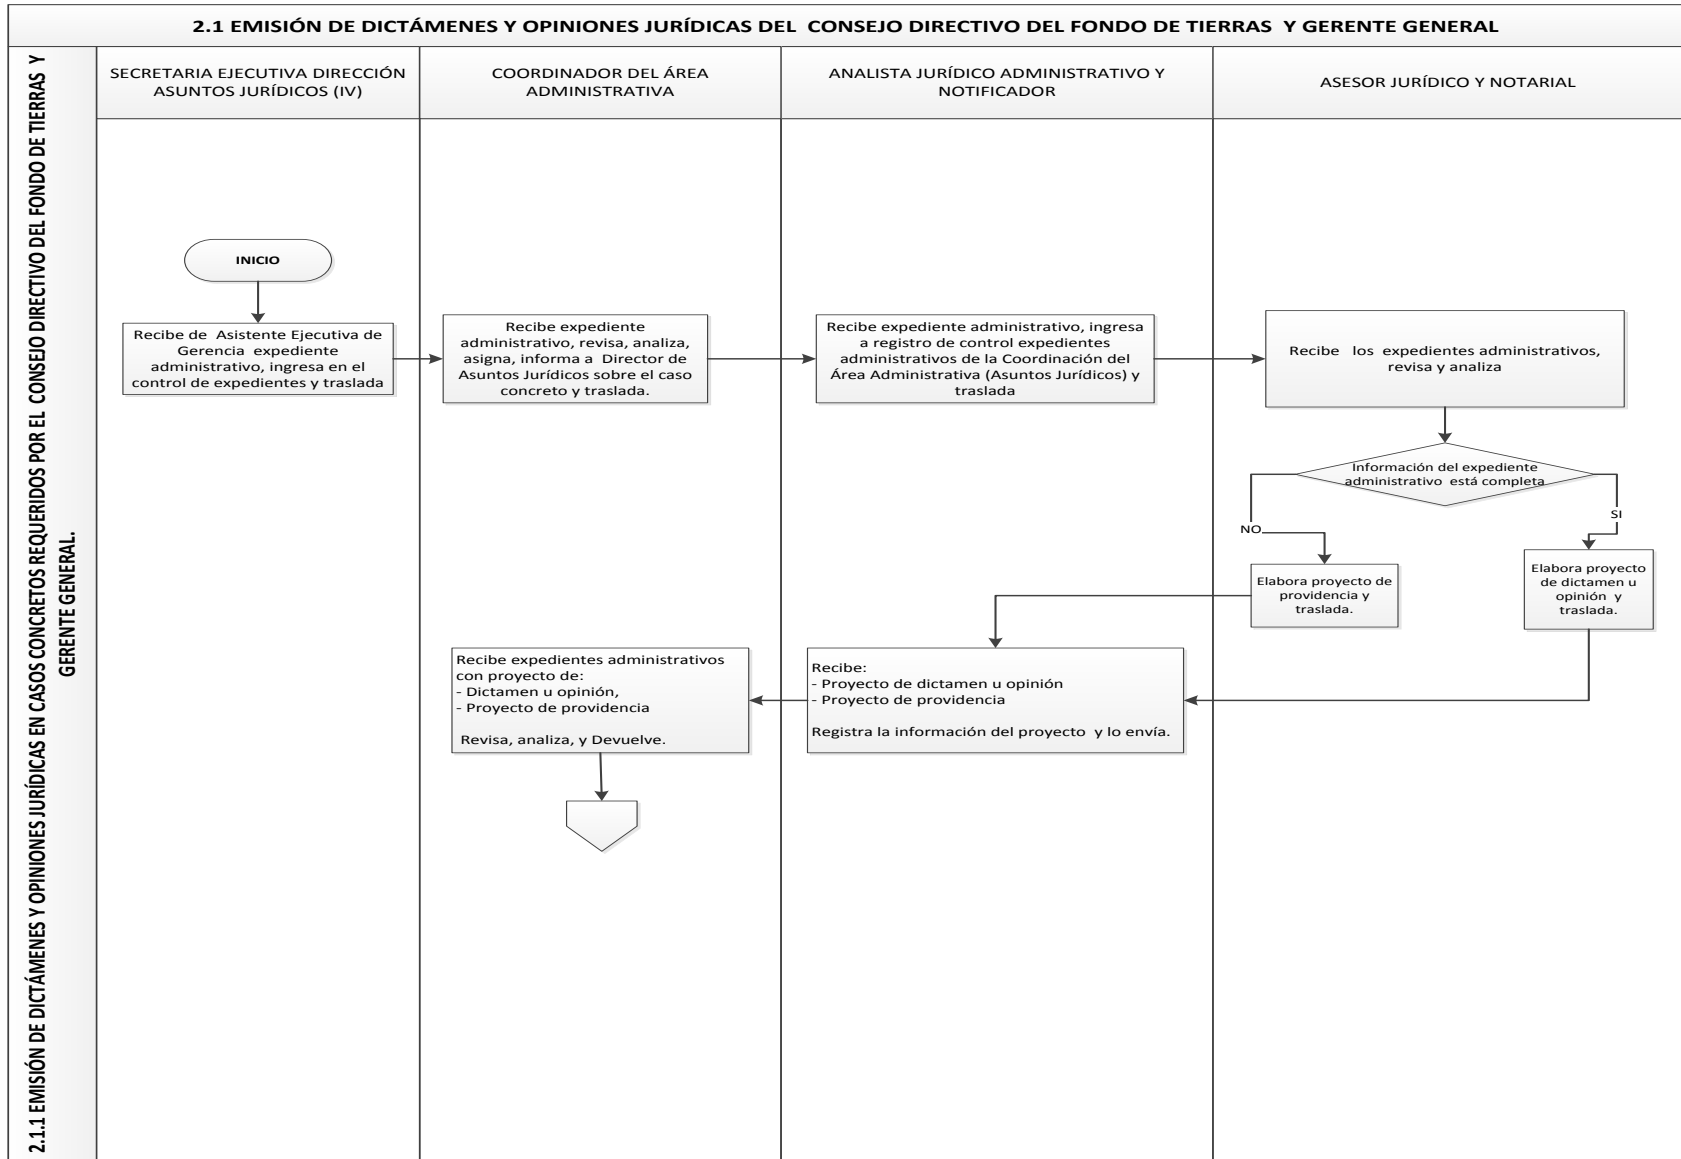 2.1 EMISIÓN DE DICTÁMENES Y OPINIONES JURÍDICAS DEL CONSEJO DIRECTIVO DEL FONDO DE TIERRAS Y GERENTE GENERAL
2.1.1 EMISIÓN DE DICTÁMENES Y OPINIONES JURÍDICAS EN CASOS CONCRETOS REQUERIDOS POR EL CONSEJO DIRECTIVO DEL FONDO DE TIERRAS Y
GERENTE GENERAL.
SECRETARIA EJECUTIVA DIRECCIÓN
ASUNTOS JURÍDICOS (IV)
COORDINADOR DEL ÁREA
ADMINISTRATIVA
ANALISTA JURÍDICO ADMINISTRATIVO Y
NOTIFICADOR
ASESOR JURÍDICO Y NOTARIAL
INICIO
Recibe de Asistente Ejecutiva de
Gerencia expediente
administrativo, ingresa en el
control de expedientes y traslada
Recibe expediente
administrativo, revisa, analiza,
asigna, informa a Director de
Asuntos Jurídicos sobre el caso
concreto y traslada.
Recibe expediente administrativo, ingresa
a registro de control expedientes
administrativos de la Coordinación del
Área Administrativa (Asuntos Jurídicos) y
traslada
Recibe los expedientes administrativos,
revisa y analiza
Información del expediente
administrativo está completa
NO
SI
Elabora proyecto de
providencia y
traslada.
Elabora proyecto
de dictamen u
opinión y
traslada.
Recibe:
- Proyecto de dictamen u opinión
- Proyecto de providencia
Registra la información del proyecto y lo envía.
Recibe expedientes administrativos
con proyecto de:
- Dictamen u opinión,
- Proyecto de providencia
Revisa, analiza, y Devuelve.